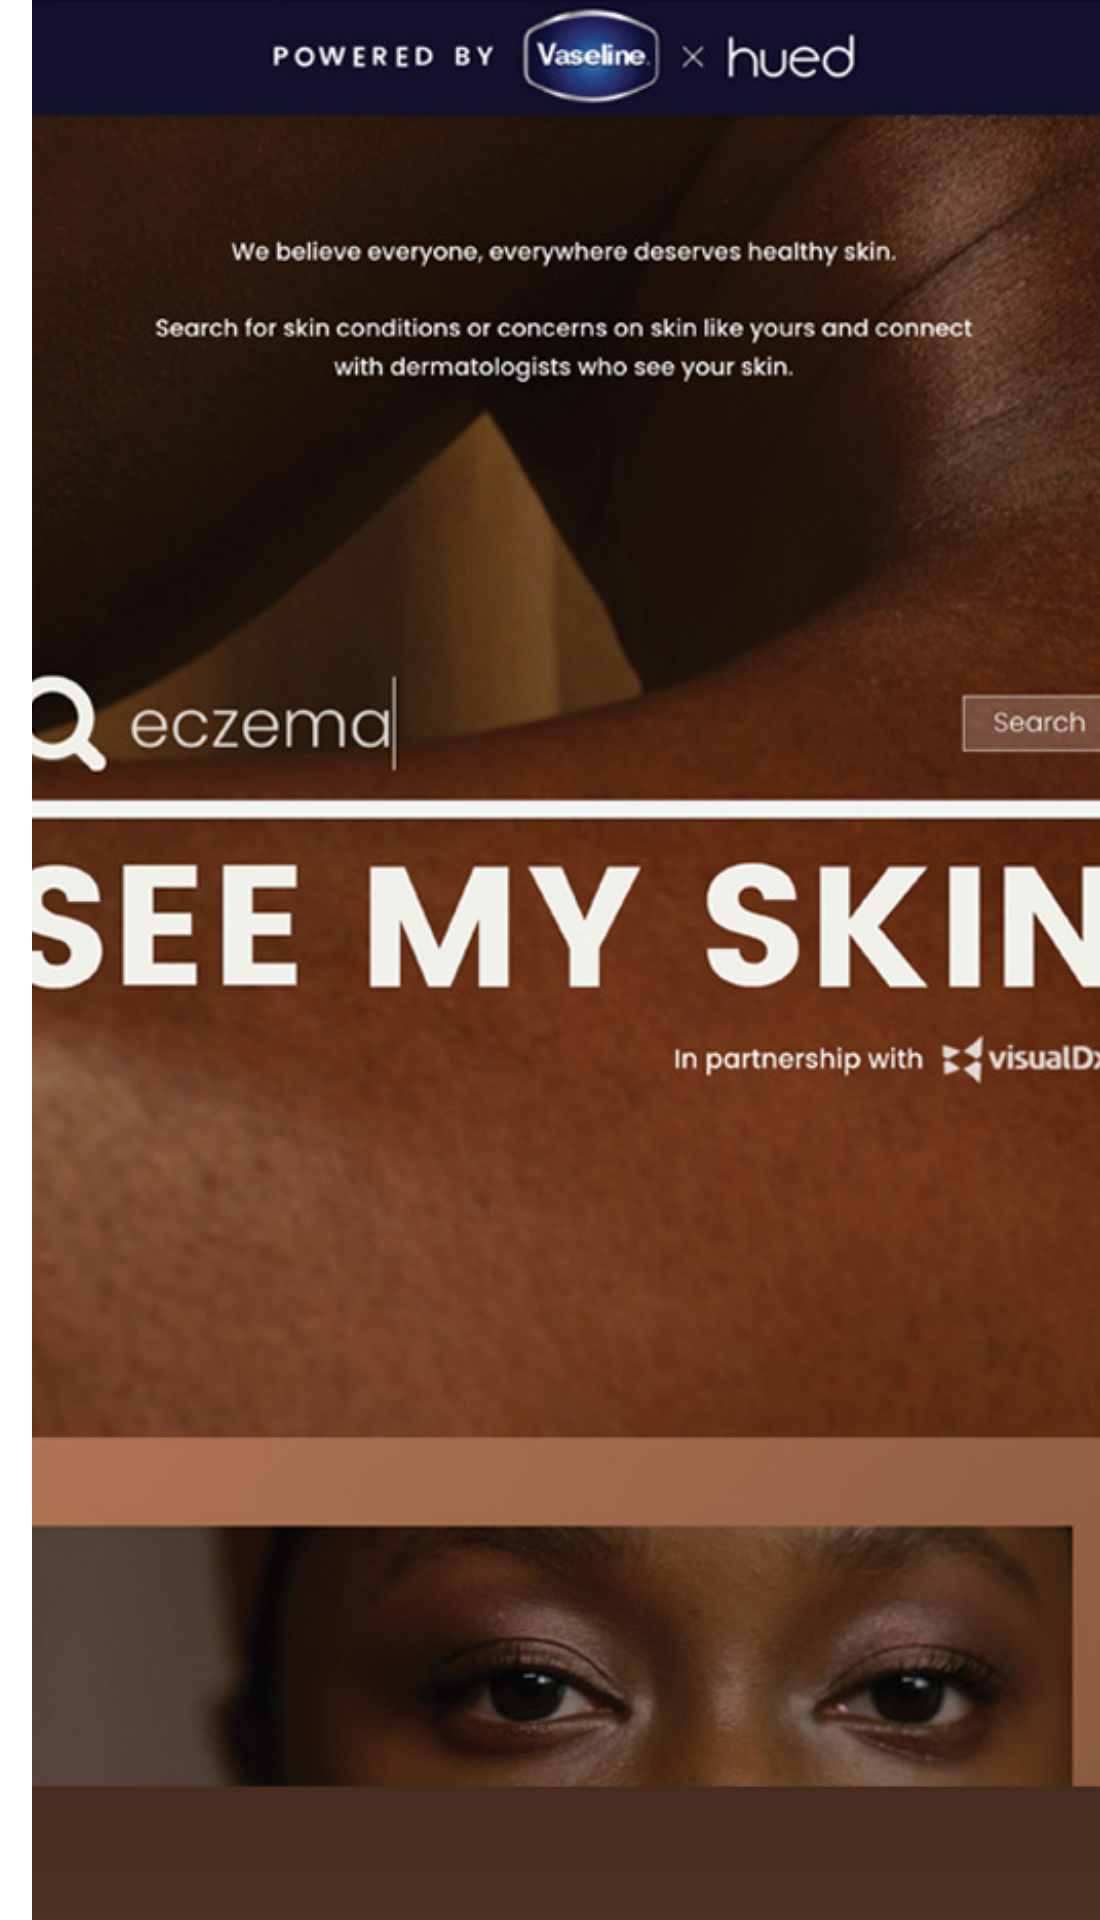 POWERED BY Vaseline. × hued
We believe everyone, everywhere deserves healthy skin.
Search for skin conditions or concerns on skin like yours and connect
with dermatologists who see your skin.
eczema Search
SEE MY SKIN
In partnership with visualDx